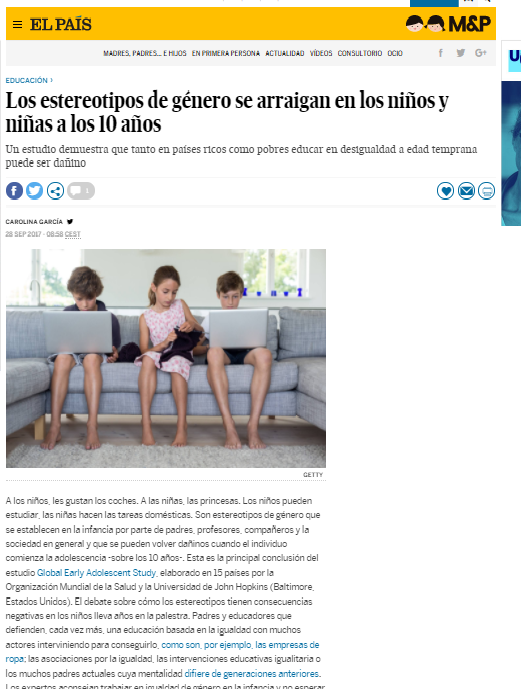 EL PAÍS
M&P
MADRES, PADRES... E HIJOS EN PRIMERA PERSONA ACTUALIDAD VÍDEOS CONSULTORIO OCIO
EDUCACIÓN
Los estereotipos de género se arraigan en los niños y
niñas a los 10 años
Un estudio demuestra que tanto en países ricos como pobres educar en desigualdad a edad temprana
puede ser dañino
1
CAROLINA GARCÍA
28 SEP 2017 - 08:58 CEST
GETTY
A los niños, les gustan los coches. A las niñas, las princesas. Los niños pueden
estudiar, las niñas hacen las tareas domésticas. Son estereotipos de género que
se establecen en la infancia por parte de padres, profesores, compañeros y la
sociedad en general y que se pueden volver dañinos cuando el individuo
comienza la adolescencia -sobre los 10 años-. Esta es la principal conclusión del
estudio Global Early Adolescent Study, elaborado en 15 países por la
Organización Mundial de la Salud y la Universidad de John Hopkins (Baltimore,
Estados Unidos). El debate sobre cómo los estereotipos tienen consecuencias
negativas en los niños lleva años en la palestra. Padres y educadores que
defienden, cada vez más, una educación basada en la igualdad con muchos
actores interviniendo para conseguirlo, como son, por ejemplo, las empresas de
ropa; las asociaciones por la igualdad, las intervenciones educativas igualitaria o
los muchos padres actuales cuya mentalidad difiere de generaciones anteriores.
Los expertos aconsejan trabajar en igualdad de género en la infancia y no esperar